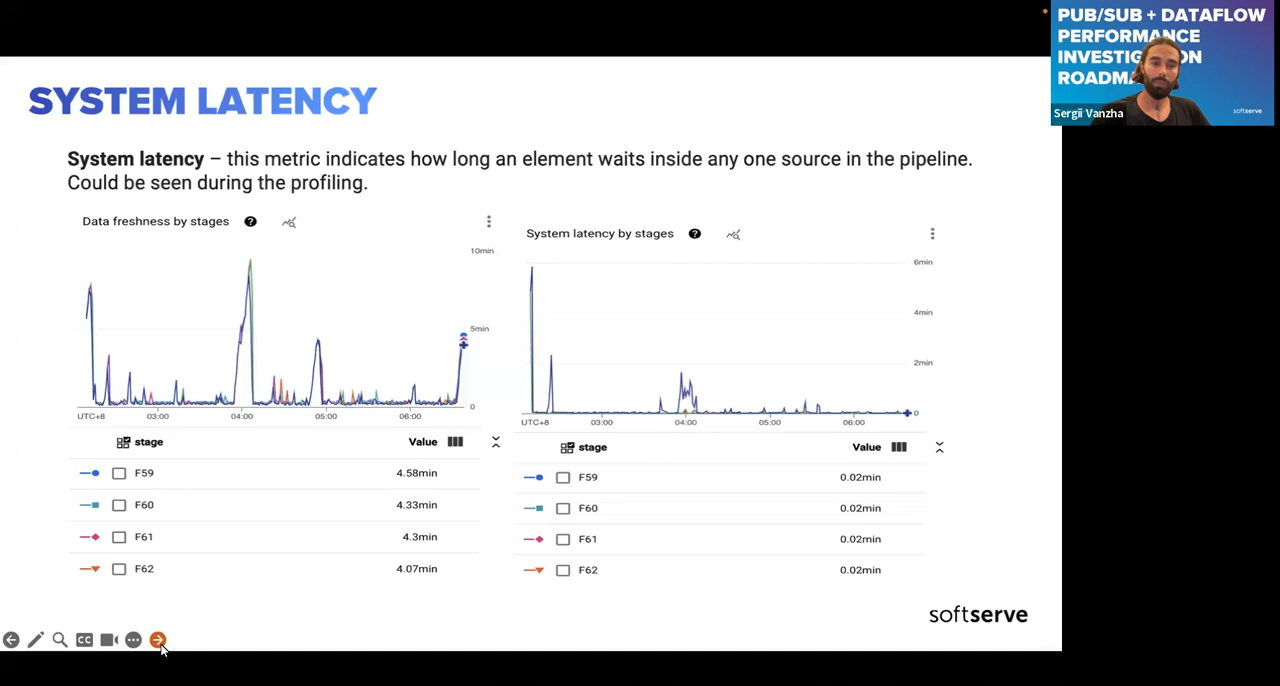 PUB/SUB + DATAFLOW
PERFORMANCE
INVESTIG ON
ROADM
softserve
Sergii Vanzha
SYSTEM LATENCY
System latency – this metric indicates how long an element waits inside any one source in the pipeline.
Could be seen during the profiling.
Data freshness by stages ?
10min
5min
0
UTC+8 03:00 04:00 05:00 06:00
stage Value
F59 4.58min
F60 4.33min
F61 4.3min
F62 4.07min
System latency by stages ?
6min
4min
2min
0
UTC+8 03:00 04:00 05:00 06:00
stage Value
F59 0.02min
F60 0.02min
F61 0.02min
F62 0.02min
softserve
CC